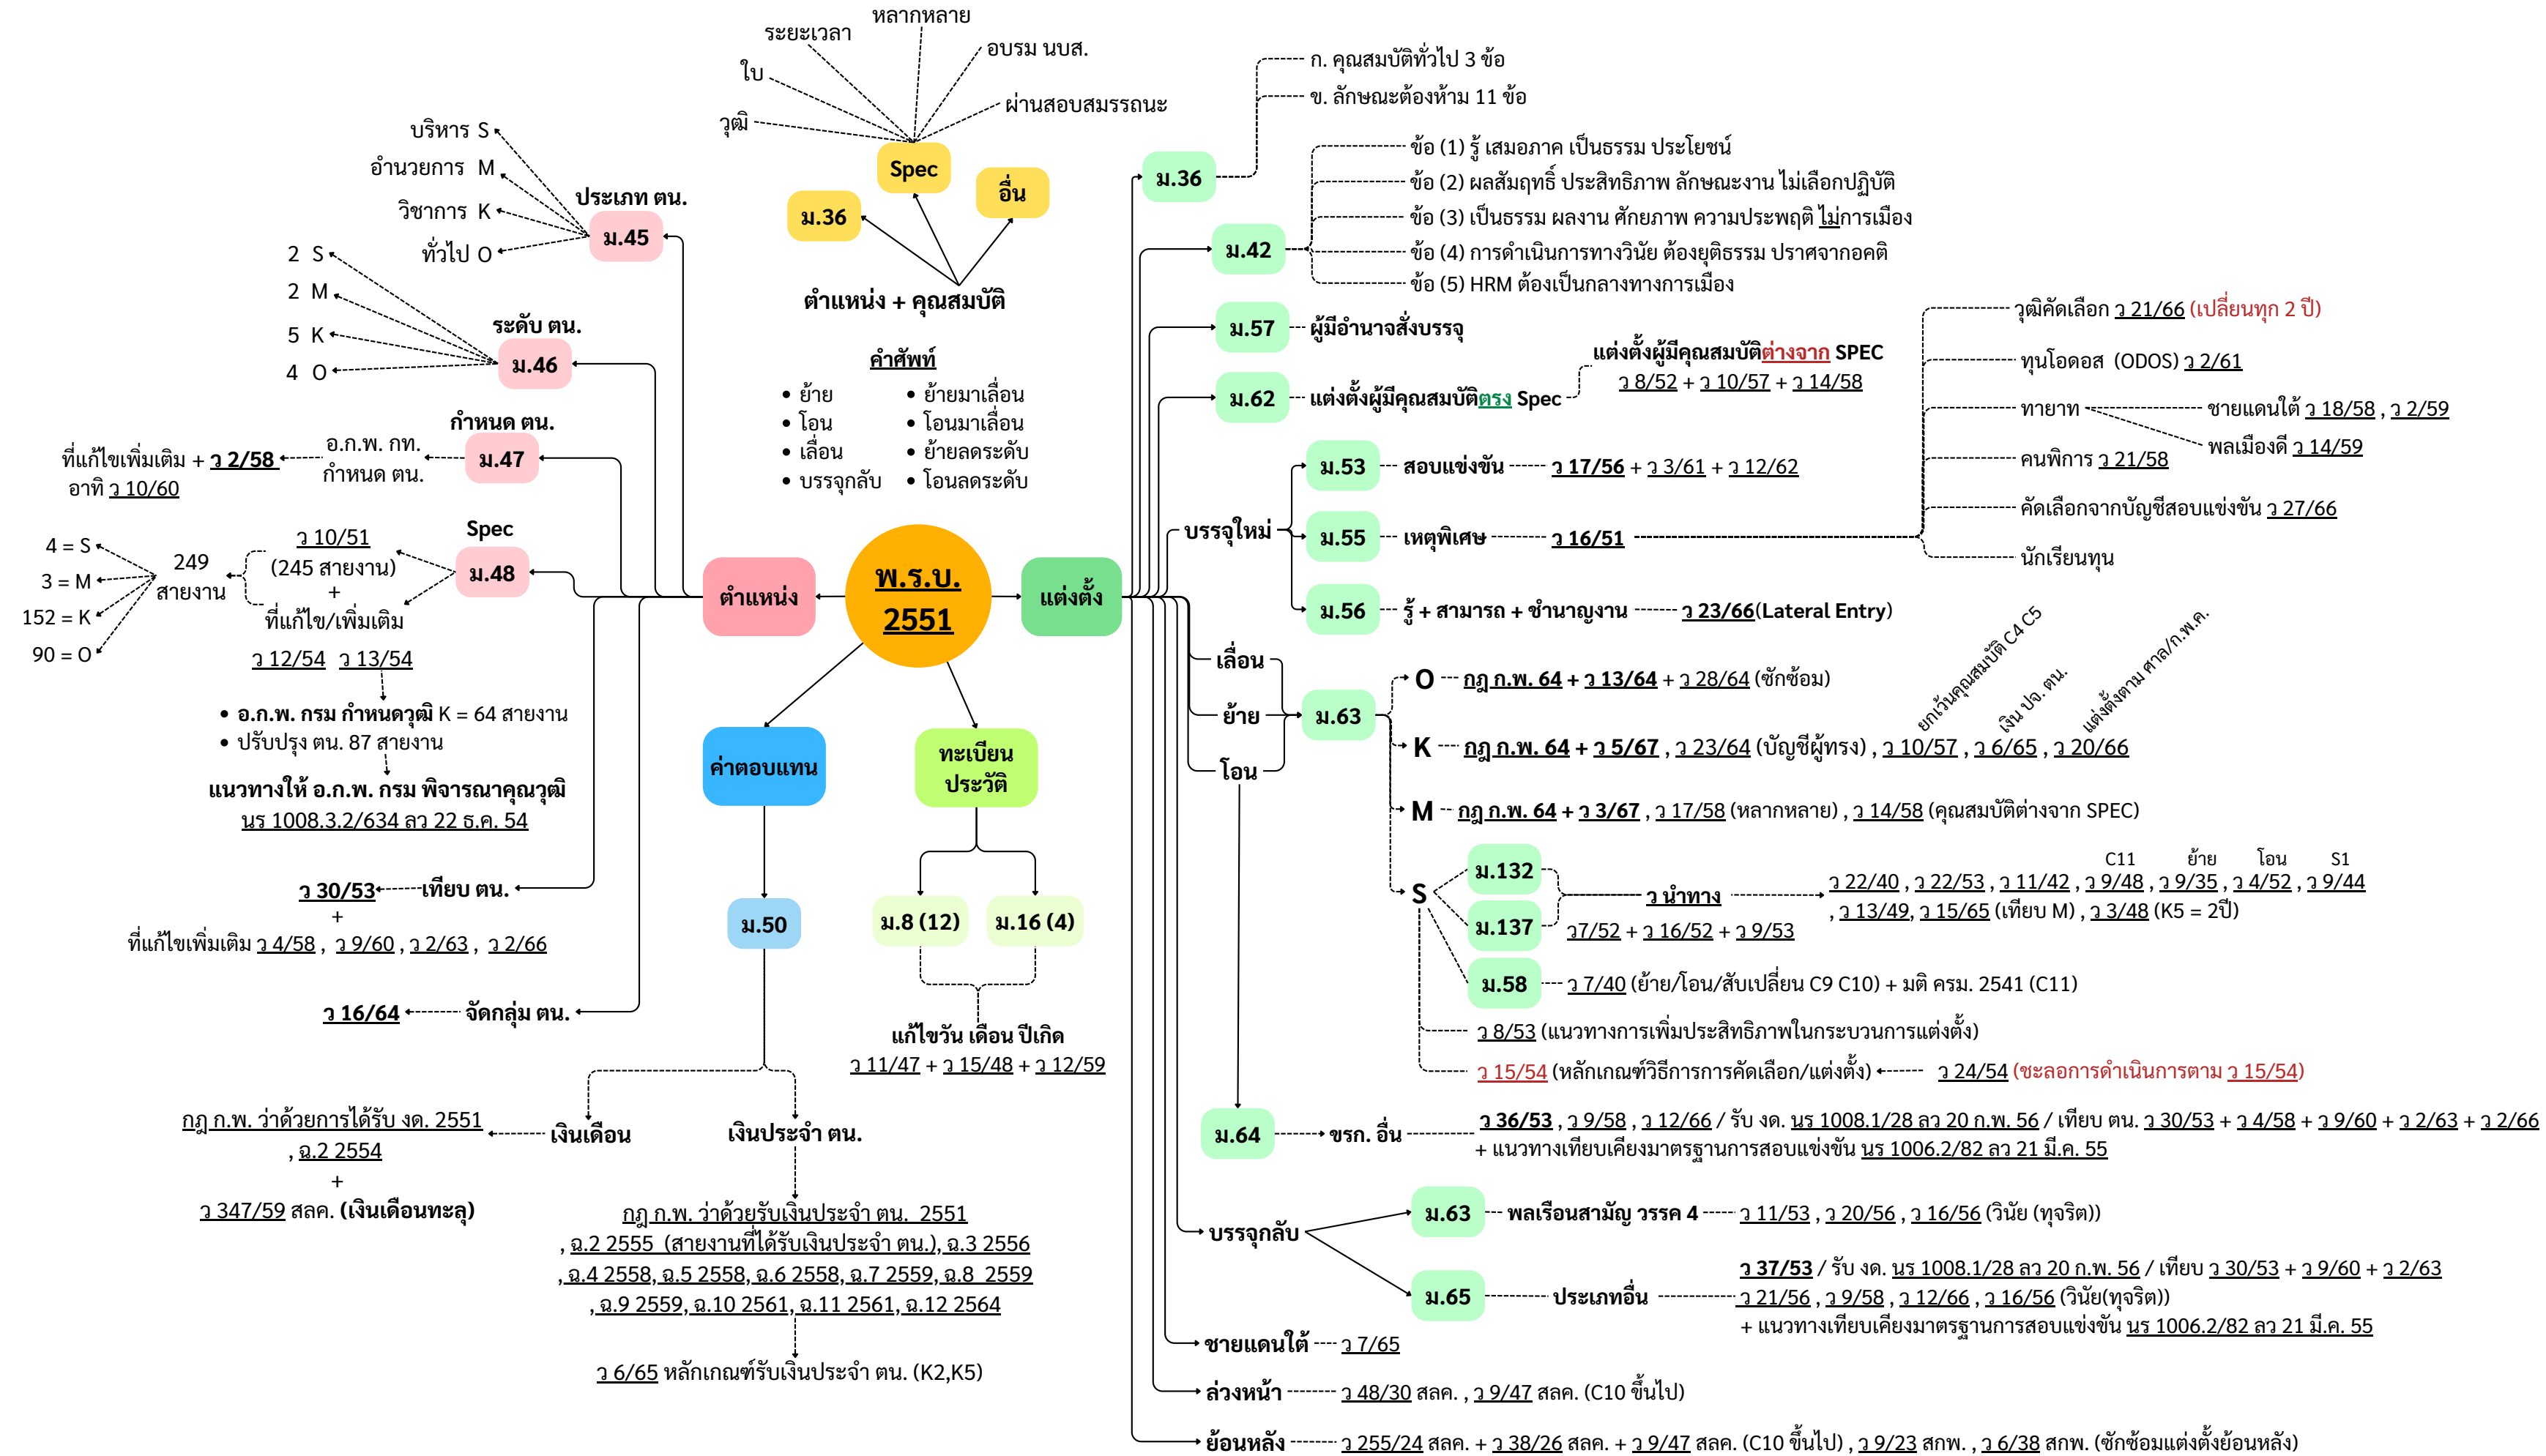 หลากหลาย
ระยะเวลา
อบรม นบส.
ใบ
ผ่านสอบสมรรถนะ
วุฒิ
Spec
ม.36
อื่น
ตำแหน่ง + คุณสมบัติ
คำศัพท์
• ย้าย
• โอน
• เลื่อน
• บรรจุกลับ
• ย้ายมาเลื่อน
• โอนมาเลื่อน
• ย้ายลดระดับ
• โอนลดระดับ
พ.ร.บ.
2551
ตำแหน่ง
ประเภท ตน.
ม.45
บริหาร S
อำนวยการ M
วิชาการ K
ทั่วไป O
ระดับ ตน.
ม.46
2 S
2 M
5 K
4 O
กำหนด ตน.
ม.47
อ.ก.พ. กท.
กำหนด ตน.
ที่แก้ไขเพิ่มเติม + ว 2/58
อาทิ ว 10/60
Spec
ม.48
ว 10/51
(245 สายงาน)
+
ที่แก้ไข/เพิ่มเติม
249
สายงาน
4 = S
3 = M
152 = K
90 = O
ว 12/54 ว 13/54
• อ.ก.พ. กรม กำหนดวุฒิ K = 64 สายงาน
• ปรับปรุง ตน. 87 สายงาน
แนวทางให้ อ.ก.พ. กรม พิจารณาคุณวุฒิ
นร 1008.3.2/634 ลว 22 ธ.ค. 54
ว 30/53 เทียบ ตน.
+
ที่แก้ไขเพิ่มเติม ว 4/58 , ว 9/60 , ว 2/63 , ว 2/66
ว 16/64 จัดกลุ่ม ตน.
ค่าตอบแทน
ม.50
เงินเดือน
กฎ ก.พ. ว่าด้วยการได้รับ งด. 2551
, ฉ.2 2554
+
ว 347/59 สลค. (เงินเดือนทะลุ)
เงินประจำ ตน.
กฎ ก.พ. ว่าด้วยรับเงินประจำ ตน. 2551
, ฉ.2 2555 (สายงานที่ได้รับเงินประจำ ตน.), ฉ.3 2556
, ฉ.4 2558, ฉ.5 2558, ฉ.6 2558, ฉ.7 2559, ฉ.8 2559
, ฉ.9 2559, ฉ.10 2561, ฉ.11 2561, ฉ.12 2564
ว 6/65 หลักเกณฑ์รับเงินประจำ ตน. (K2,K5)
ทะเบียน
ประวัติ
ม.8 (12)
ม.16 (4)
แก้ไขวัน เดือน ปีเกิด
ว 11/47 + ว 15/48 + ว 12/59
แต่งตั้ง
ม.36
ก. คุณสมบัติทั่วไป 3 ข้อ
ข. ลักษณะต้องห้าม 11 ข้อ
ม.42
ข้อ (1) รู้ เสมอภาค เป็นธรรม ประโยชน์
ข้อ (2) ผลสัมฤทธิ์ ประสิทธิภาพ ลักษณะงาน ไม่เลือกปฏิบัติ
ข้อ (3) เป็นธรรม ผลงาน ศักยภาพ ความประพฤติ ไม่การเมือง
ข้อ (4) การดำเนินการทางวินัย ต้องยุติธรรม ปราศจากอคติ
ข้อ (5) HRM ต้องเป็นกลางทางการเมือง
ม.57 ผู้มีอำนาจสั่งบรรจุ
ม.62 แต่งตั้งผู้มีคุณสมบัติตรง Spec
แต่งตั้งผู้มีคุณสมบัติต่างจาก SPEC
ว 8/52 + ว 10/57 + ว 14/58
บรรจุใหม่
ม.53 สอบแข่งขัน ว 17/56 + ว 3/61 + ว 12/62
ม.55 เหตุพิเศษ ว 16/51
วุฒิคัดเลือก ว 21/66 (เปลี่ยนทุก 2 ปี)
ทุนโอดอส (ODOS) ว 2/61
ทายาท
ชายแดนใต้ ว 18/58 , ว 2/59
พลเมืองดี ว 14/59
คนพิการ ว 21/58
คัดเลือกจากบัญชีสอบแข่งขัน ว 27/66
นักเรียนทุน
ม.56 รู้ + สามารถ + ชำนาญงาน ว 23/66(Lateral Entry)
เลื่อน
ย้าย
โอน
ม.63
O กฎ ก.พ. 64 + ว 13/64 + ว 28/64 (ซักซ้อม)
ยกเว้นคุณสมบัติ C4 C5
เงิน ปจ. ตน.
แต่งตั้งตาม ศาล/ก.พ.ค.
K กฎ ก.พ. 64 + ว 5/67 , ว 23/64 (บัญชีผู้ทรง) , ว 10/57 , ว 6/65 , ว 20/66
M กฎ ก.พ. 64 + ว 3/67 , ว 17/58 (หลากหลาย) , ว 14/58 (คุณสมบัติต่างจาก SPEC)
S
ม.132
ม.137
ว นำทาง
ว7/52 + ว 16/52 + ว 9/53
C11 ย้าย โอน S1
ว 22/40 , ว 22/53 , ว 11/42 , ว 9/48 , ว 9/35 , ว 4/52 , ว 9/44
, ว 13/49, ว 15/65 (เทียบ M) , ว 3/48 (K5 = 2ปี)
ม.58 ว 7/40 (ย้าย/โอน/สับเปลี่ยน C9 C10) + มติ ครม. 2541 (C11)
ว 8/53 (แนวทางการเพิ่มประสิทธิภาพในกระบวนการแต่งตั้ง)
ว 15/54 (หลักเกณฑ์วิธีการการคัดเลือก/แต่งตั้ง) ว 24/54 (ชะลอการดำเนินการตาม ว 15/54)
ม.64 ขรก. อื่น ว 36/53 , ว 9/58 , ว 12/66 / รับ งด. นร 1008.1/28 ลว 20 ก.พ. 56 / เทียบ ตน. ว 30/53 + ว 4/58 + ว 9/60 + ว 2/63 + ว 2/66
+ แนวทางเทียบเคียงมาตรฐานการสอบแข่งขัน นร 1006.2/82 ลว 21 มี.ค. 55
บรรจุกลับ
ม.63 พลเรือนสามัญ วรรค 4 ว 11/53 , ว 20/56 , ว 16/56 (วินัย (ทุจริต))
ม.65 ประเภทอื่น
ว 37/53 / รับ งด. นร 1008.1/28 ลว 20 ก.พ. 56 / เทียบ ว 30/53 + ว 9/60 + ว 2/63
ว 21/56 , ว 9/58 , ว 12/66 , ว 16/56 (วินัย(ทุจริต))
+ แนวทางเทียบเคียงมาตรฐานการสอบแข่งขัน นร 1006.2/82 ลว 21 มี.ค. 55
ชายแดนใต้ ว 7/65
ล่วงหน้า ว 48/30 สลค. , ว 9/47 สลค. (C10 ขึ้นไป)
ย้อนหลัง ว 255/24 สลค. + ว 38/26 สลค. + ว 9/47 สลค. (C10 ขึ้นไป) , ว 9/23 สกพ. , ว 6/38 สกพ. (ซักซ้อมแต่งตั้งย้อนหลัง)